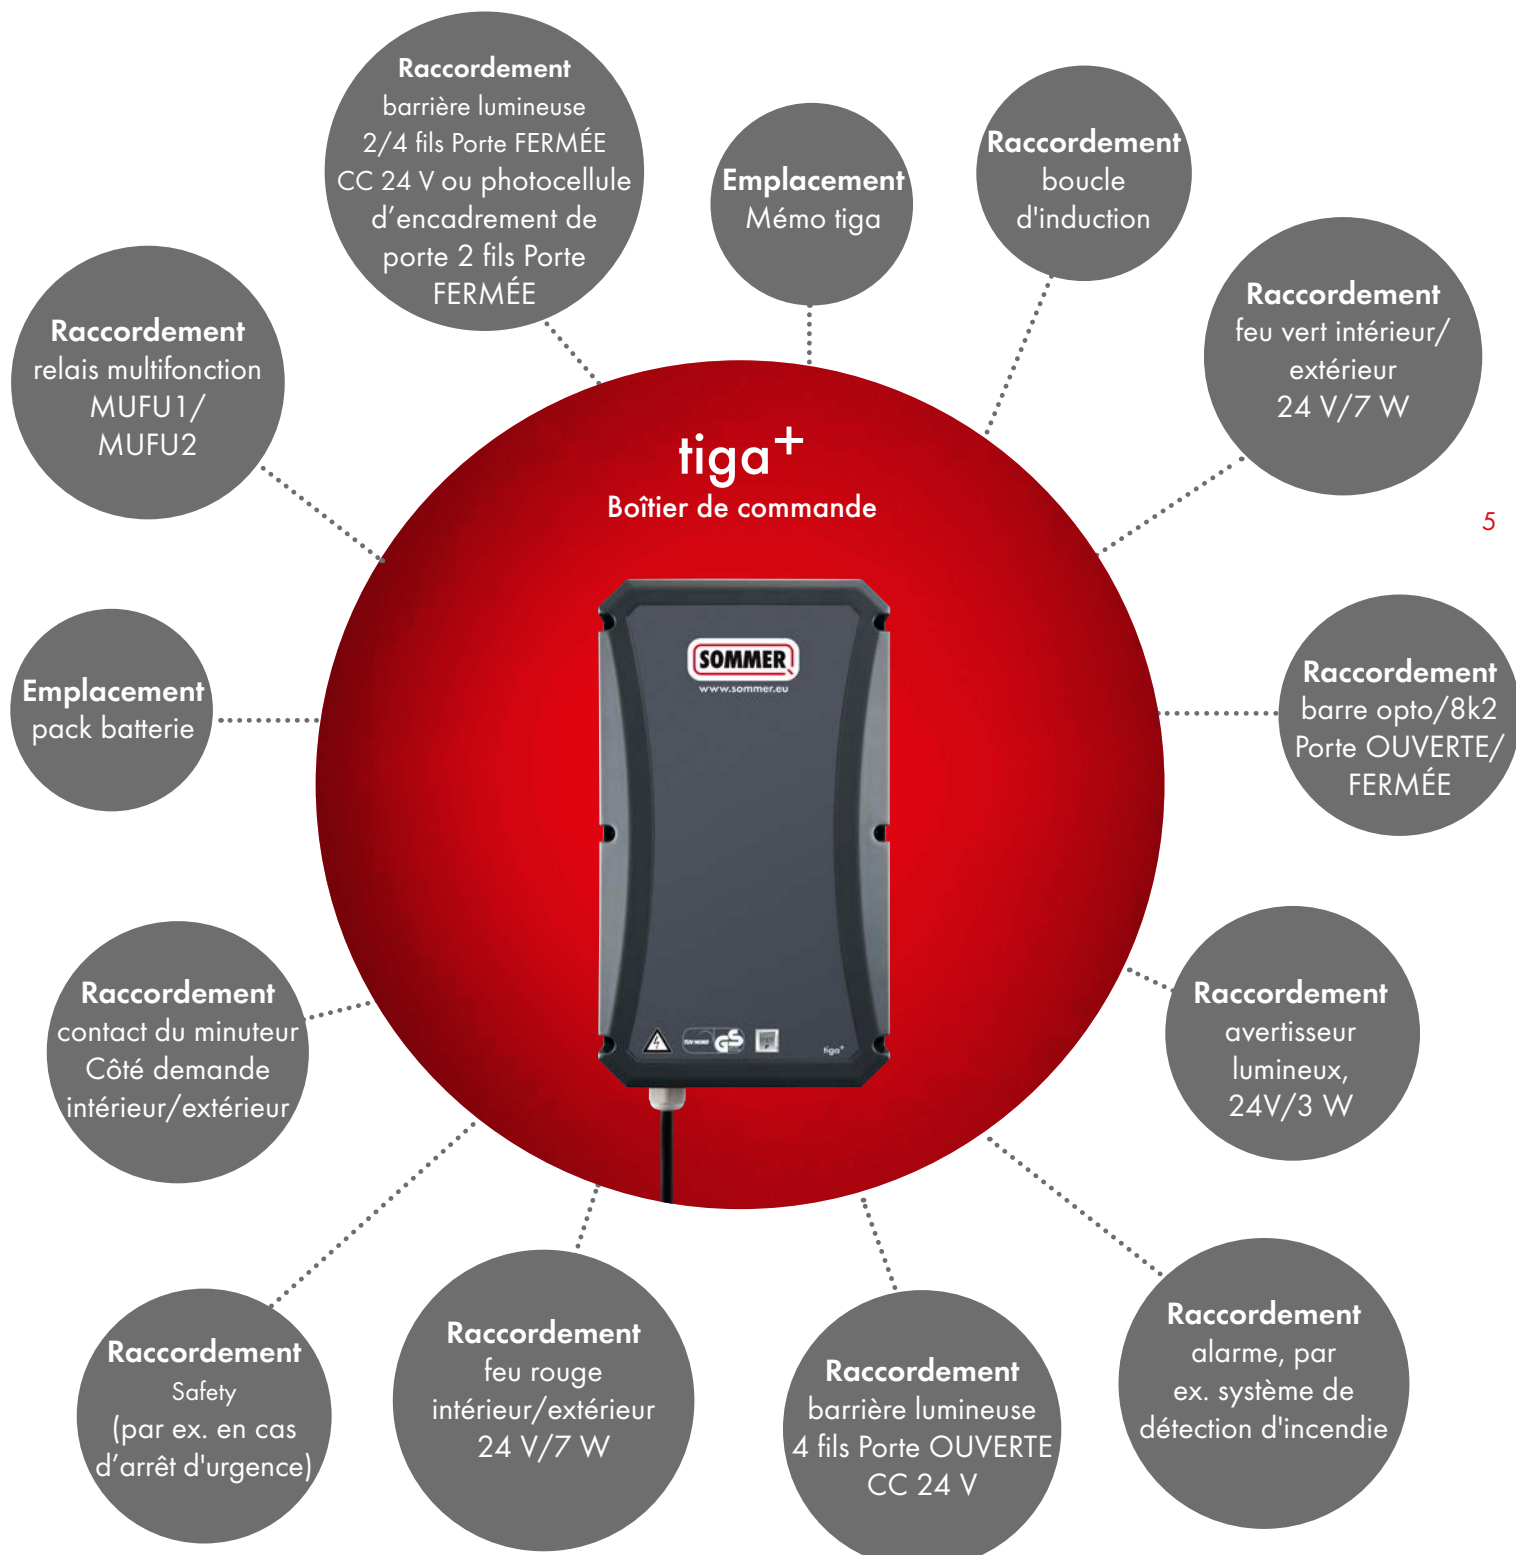 Raccordement
barrière lumineuse
2/4 fils Porte FERMÉE
CC 24 V ou photocellule
d’encadrement de
porte 2 fils Porte
FERMÉE
Emplacement
Mémo tiga
Raccordement
boucle
d'induction
Raccordement
feu vert intérieur/
extérieur
24 V/7 W
Raccordement
relais multifonction
MUFU1/
MUFU2
tiga+
Boîtier de commande
5
SOMMER
www.sommer.eu
Emplacement
pack batterie
Raccordement
barre opto/8k2
Porte OUVERTE/
FERMÉE
Raccordement
contact du minuteur
Côté demande
intérieur/extérieur
Raccordement
avertisseur
lumineux,
24V/3 W
TÜV NORD
GS
tiga+
Raccordement
Safety
(par ex. en cas
d’arrêt d'urgence)
Raccordement
feu rouge
intérieur/extérieur
24 V/7 W
Raccordement
barrière lumineuse
4 fils Porte OUVERTE
CC 24 V
Raccordement
alarme, par
ex. système de
détection d'incendie